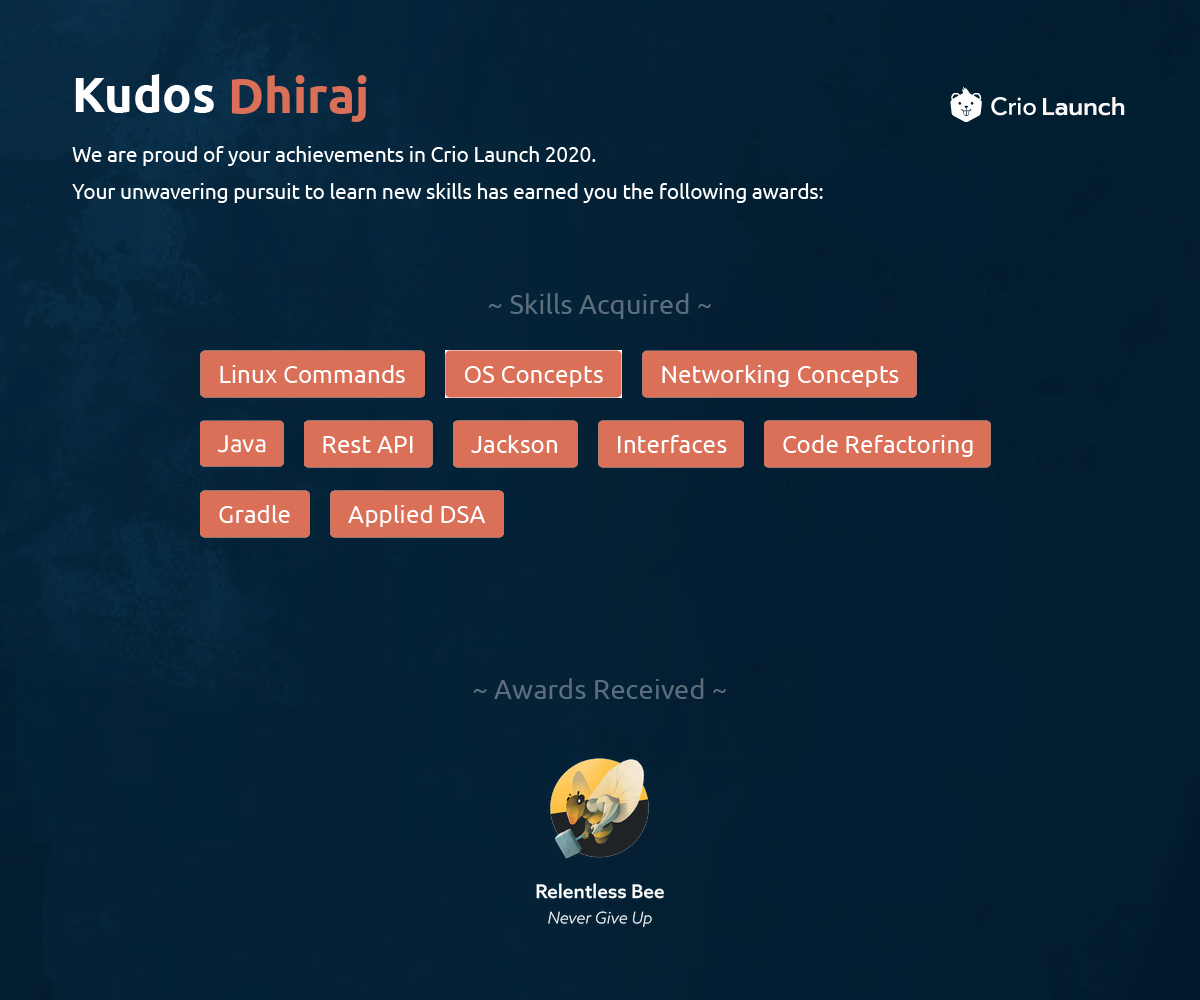 Kudos Dhiraj
Crio Launch
We are proud of your achievements in Crio Launch 2020.
Your unwavering pursuit to learn new skills has earned you the following awards:
~ Skills Acquired ~
Linux Commands OS Concepts Networking Concepts
Java Rest API Jackson Interfaces Code Refactoring
Gradle Applied DSA
~ Awards Received ~
Relentless Bee
Never Give Up